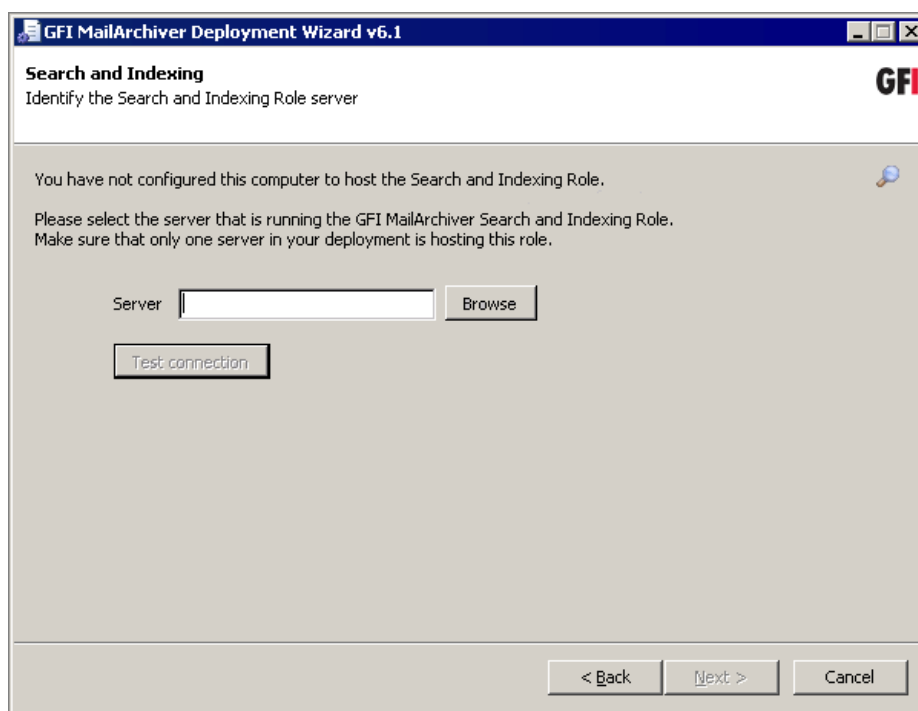 GFI MailArchiver Deployment Wizard v6.1
Search and Indexing
Identify the Search and Indexing Role server
GFI
You have not configured this computer to host the Search and Indexing Role.
Please select the server that is running the GFI MailArchiver Search and Indexing Role.
Make sure that only one server in your deployment is hosting this role.
Server
Browse
Test connection
< Back
Next >
Cancel